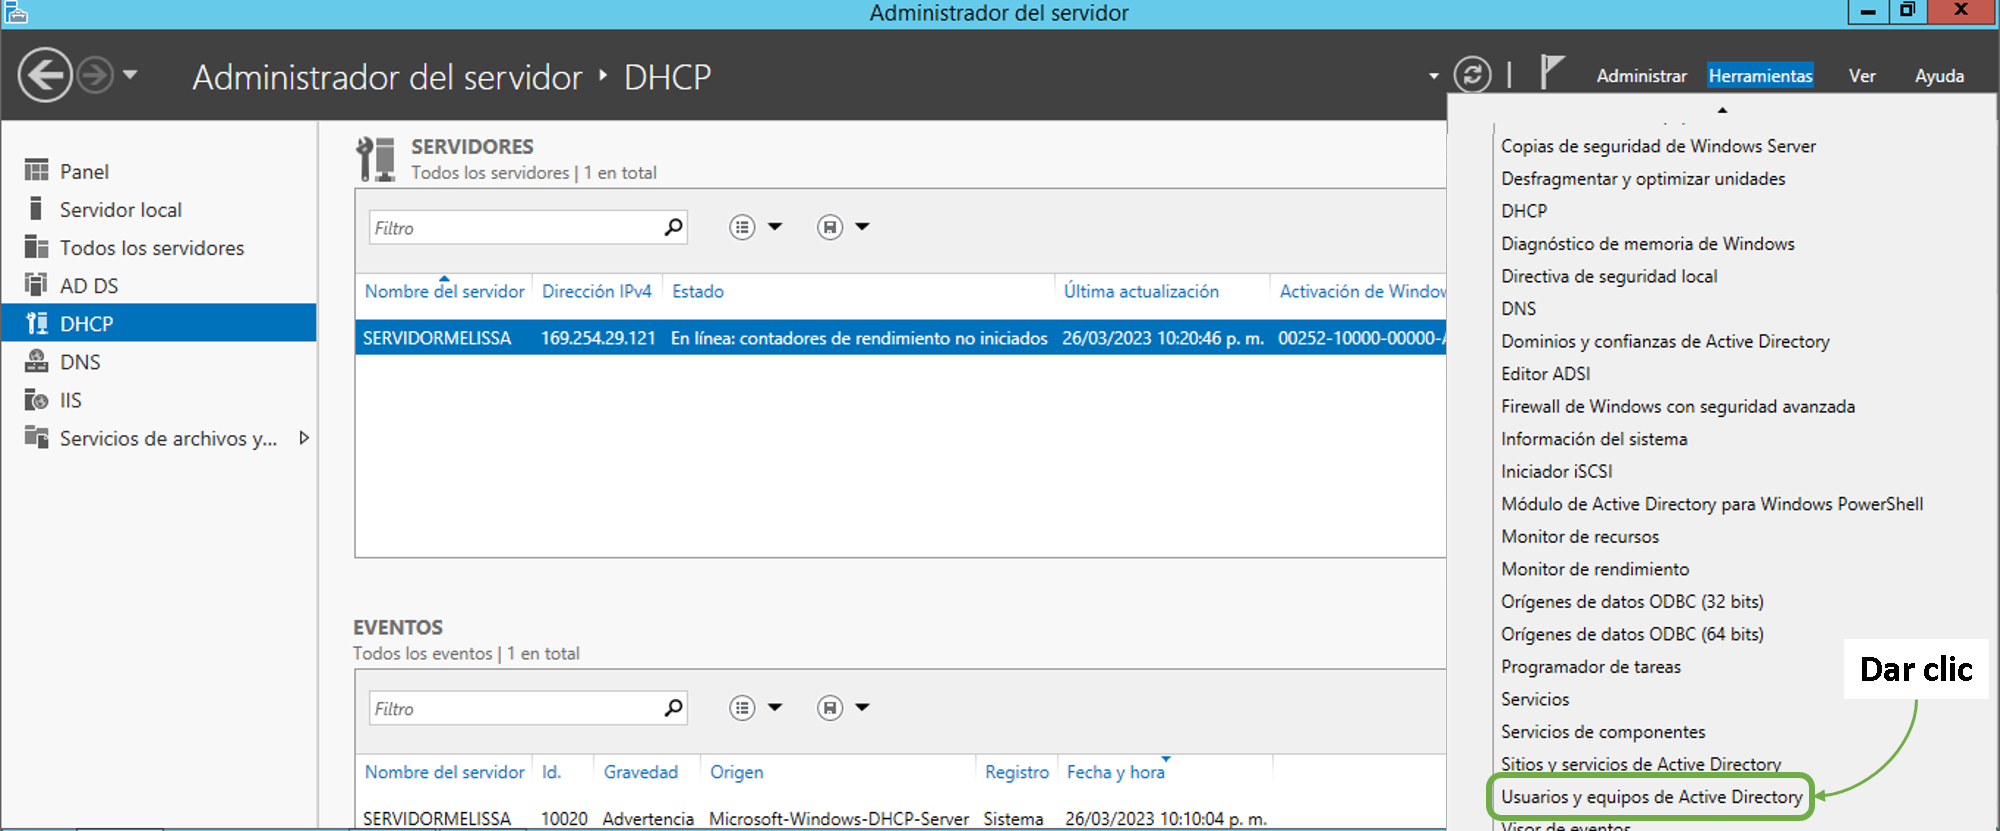 Administrador del servidor
Administrador del servidor ‣ DHCP
Administrar Herramientas Ver Ayuda
Panel
Servidor local
Todos los servidores
AD DS
DHCP
DNS
IIS
Servicios de archivos y...
SERVIDORES
Todos los servidores | 1 en total
Filtro
Nombre del servidor Dirección IPv4 Estado Última actualización Activación de Window
SERVIDORMELISSA 169.254.29.121 En línea: contadores de rendimiento no iniciados 26/03/2023 10:20:46 p. m. 00252-10000-00000-A
EVENTOS
Todos los eventos | 1 en total
Filtro
Nombre del servidor Id. Gravedad Origen Registro Fecha y hora
SERVIDORMELISSA 10020 Advertencia Microsoft-Windows-DHCP-Server Sistema 26/03/2023 10:10:04 p. m.
Copias de seguridad de Windows Server
Desfragmentar y optimizar unidades
DHCP
Diagnóstico de memoria de Windows
Directiva de seguridad local
DNS
Dominios y confianzas de Active Directory
Editor ADSI
Firewall de Windows con seguridad avanzada
Información del sistema
Iniciador iSCSI
Módulo de Active Directory para Windows PowerShell
Monitor de recursos
Monitor de rendimiento
Orígenes de datos ODBC (32 bits)
Orígenes de datos ODBC (64 bits)
Programador de tareas
Servicios
Servicios de componentes
Sitios y servicios de Active Directory
Usuarios y equipos de Active Directory
Visor de eventos
Dar clic